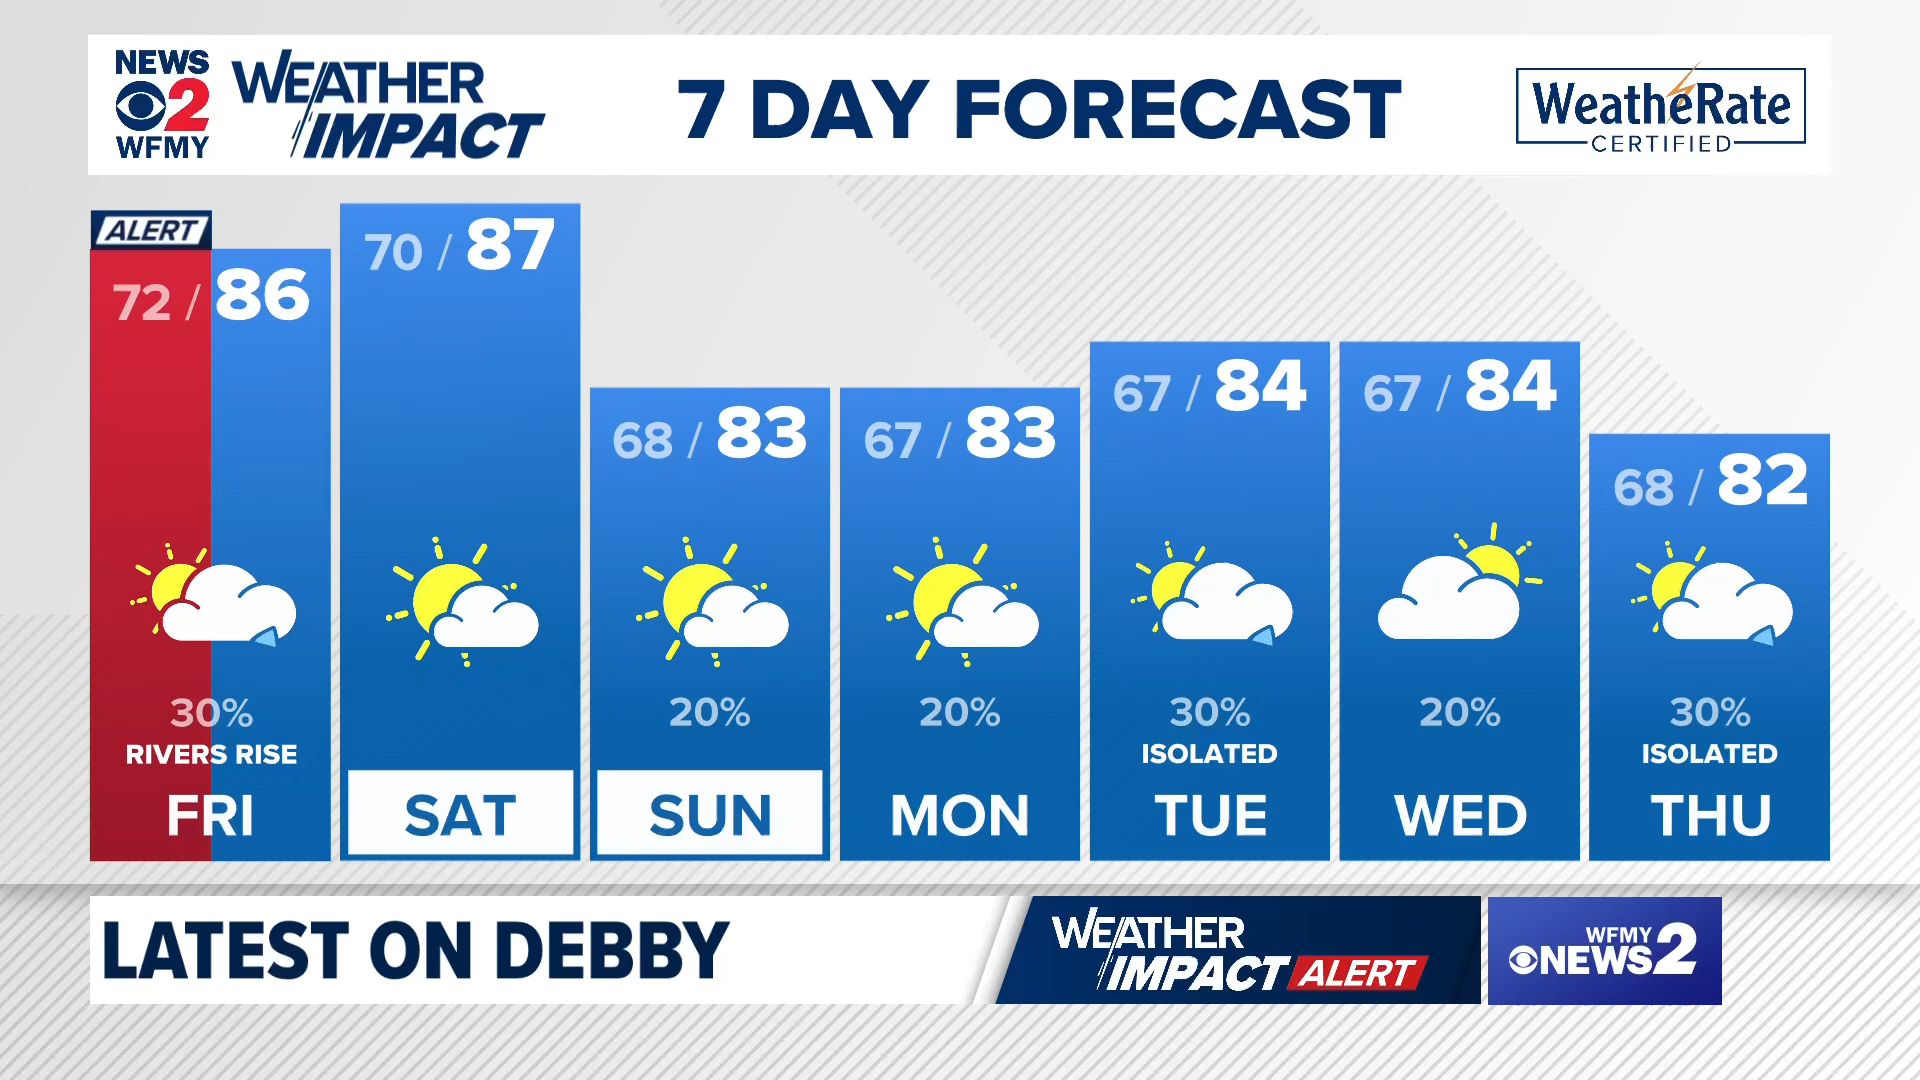 NEWS
2
WFMY
WEATHER
IMPACT
7 DAY FORECAST
WeatheRate
CERTIFIED
ALERT
72 / 86
30%
RIVERS RISE
FRI
70 / 87
SAT
68 / 83
20%
SUN
67 / 83
20%
MON
67 / 84
30%
ISOLATED
TUE
67 / 84
20%
WED
68 / 82
30%
ISOLATED
THU
LATEST ON DEBBY
WEATHER
IMPACT ALERT
WFMY
NEWS 2